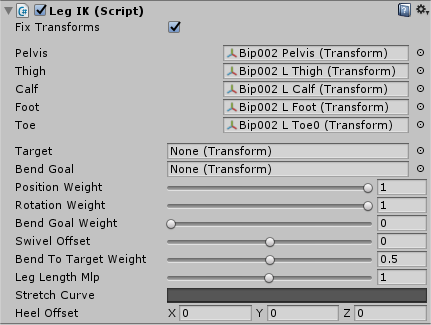 Leg IK (Script)
Fix Transforms
Pelvis Bip002 Pelvis (Transform)
Thigh Bip002 L Thigh (Transform)
Calf Bip002 L Calf (Transform)
Foot Bip002 L Foot (Transform)
Toe Bip002 L Toe0 (Transform)
Target None (Transform)
Bend Goal None (Transform)
Position Weight 1
Rotation Weight 1
Bend Goal Weight 0
Swivel Offset 0
Bend To Target Weight 0.5
Leg Length Mlp 1
Stretch Curve
Heel Offset X 0 Y 0 Z 0